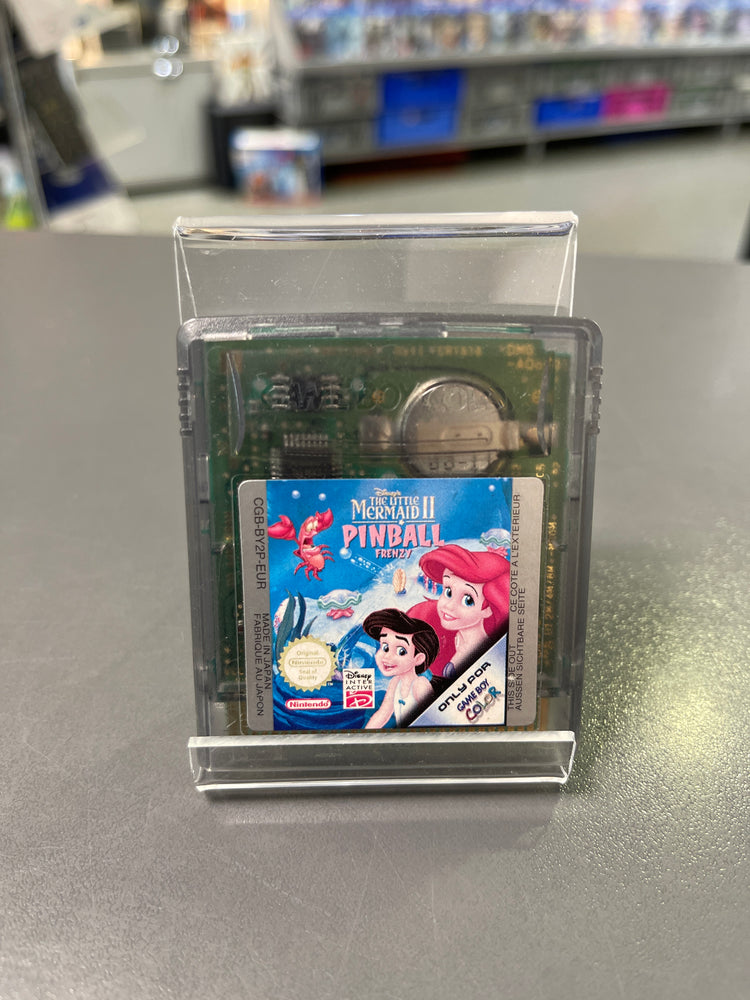 Disney's
THE LITTLE
MERMAID II
PINBALL
FRENZY
CGB-BY2P-EUR
MADE IN JAPAN
FABRIQUE AU JAPON
THIS SIDE OUT
AUSSEN SICHTBARE SEITE
CE COTE A L'EXTERIEUR
Original
Nintendo
Seal of
Quality
Nintendo
DISNEY
INTER
ACTIVE
ONLY FOR
GAME BOY
COLOR